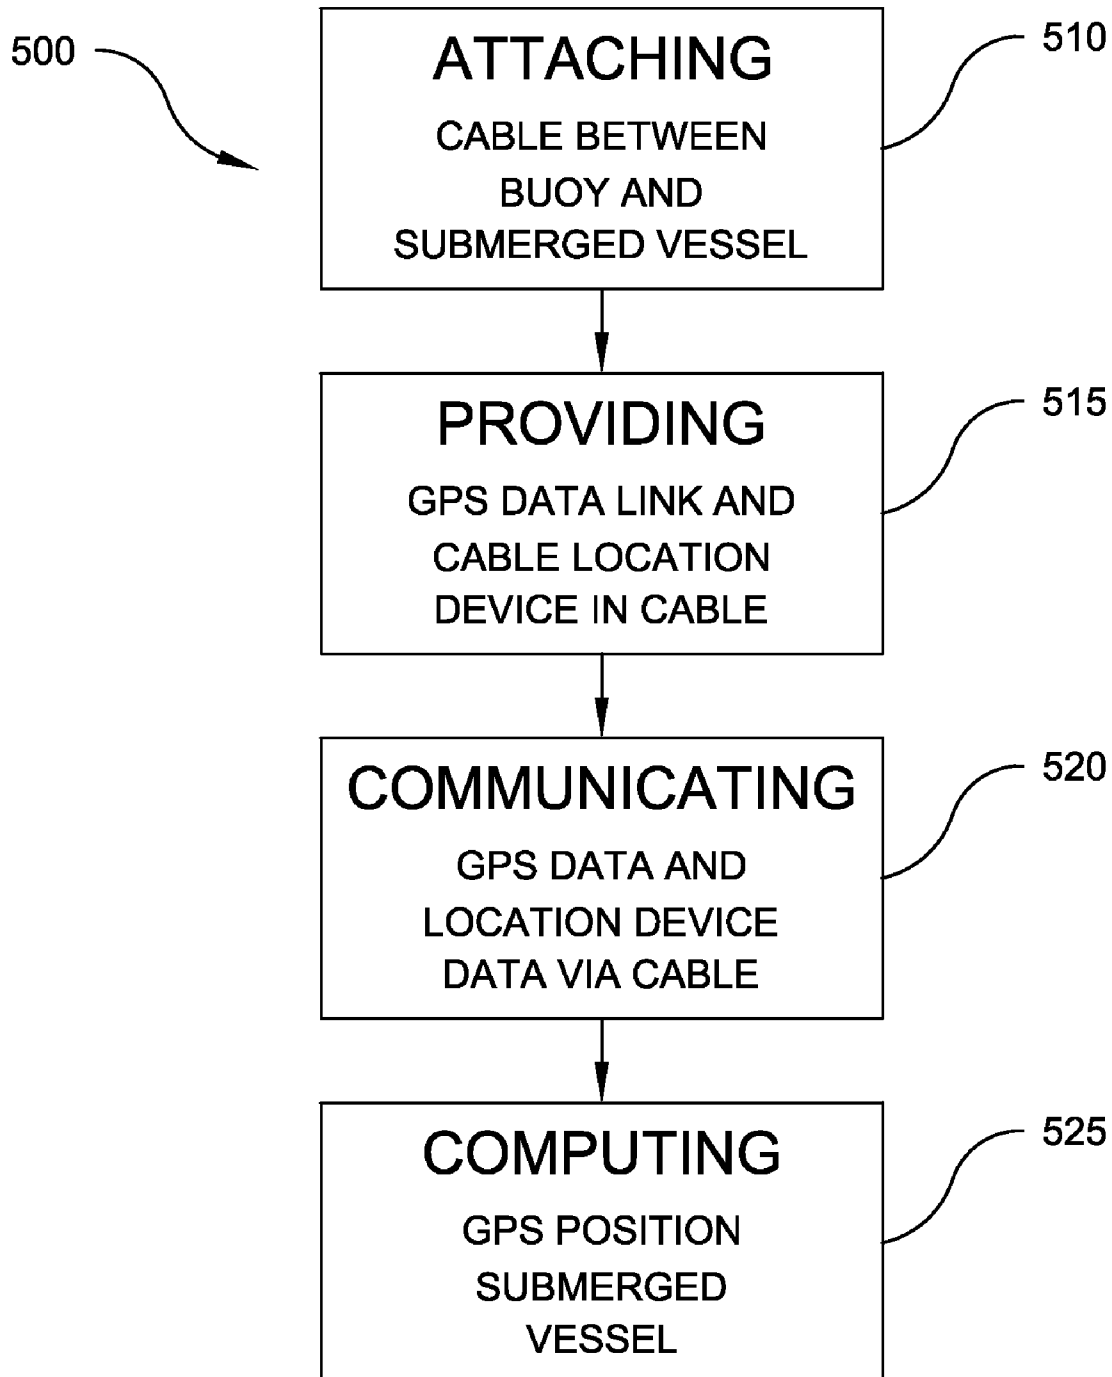 500
510
ATTACHING
CABLE BETWEEN
BUOY AND
SUBMERGED VESSEL
515
PROVIDING
GPS DATA LINK AND
CABLE LOCATION
DEVICE IN CABLE
520
COMMUNICATING
GPS DATA AND
LOCATION DEVICE
DATA VIA CABLE
525
COMPUTING
GPS POSITION
SUBMERGED
VESSEL